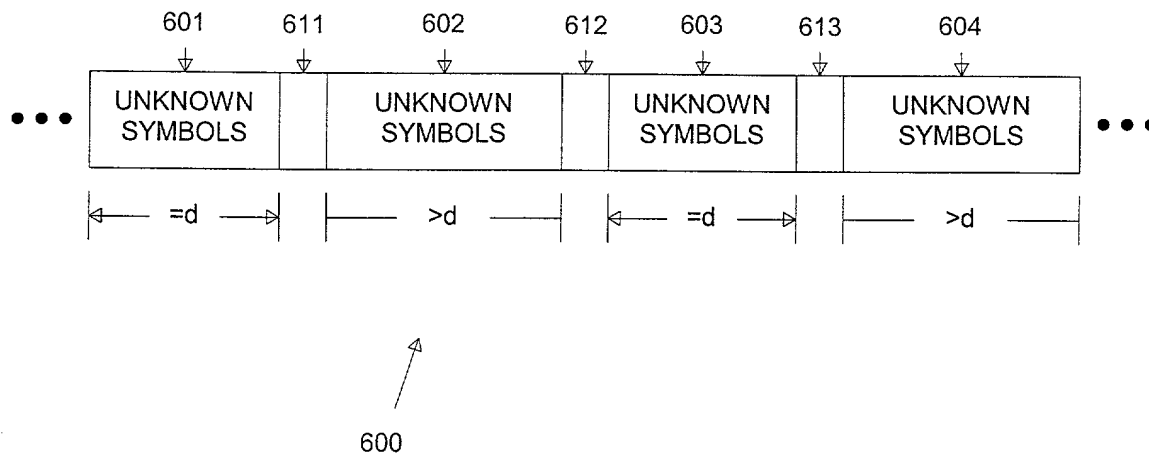 601 611 602 612 603 613 604
UNKNOWN SYMBOLS UNKNOWN SYMBOLS UNKNOWN SYMBOLS UNKNOWN SYMBOLS
=d >d =d >d
600